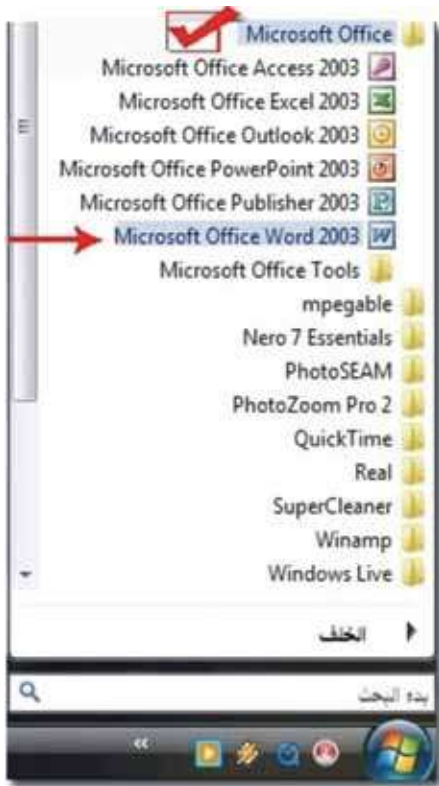 Microsoft Office
Microsoft Office Access 2003
Microsoft Office Excel 2003
Microsoft Office Outlook 2003
Microsoft Office PowerPoint 2003
Microsoft Office Publisher 2003
Microsoft Office Word 2003
Microsoft Office Tools
mpegable
Nero 7 Essentials
PhotoSEAM
PhotoZoom Pro 2
QuickTime
Real
SuperCleaner
Winamp
Windows Live
الخلف
بدء البحث